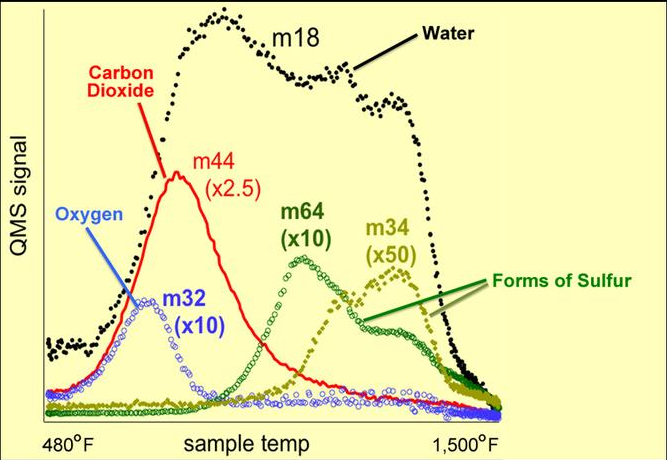 m18
Water
Carbon
Dioxide
m44
(x2.5)
QMS signal
Oxygen
m64
(x10)
m34
(x50)
m32
(x10)
Forms of Sulfur
480°F
sample temp
1,500°F